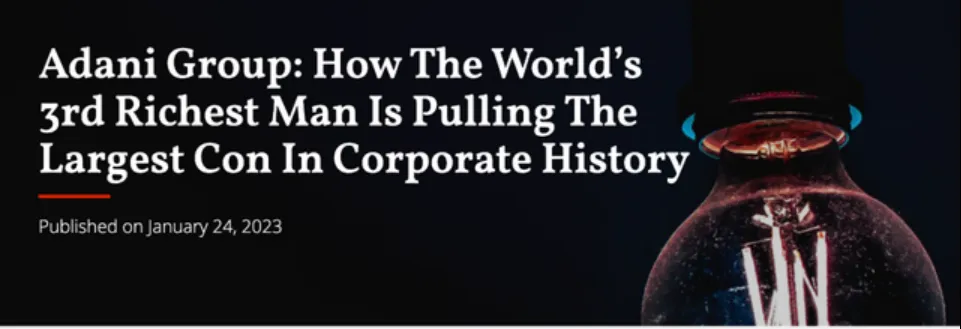 Adani Group: How The World’s
3rd Richest Man Is Pulling The
Largest Con In Corporate History
Published on January 24, 2023